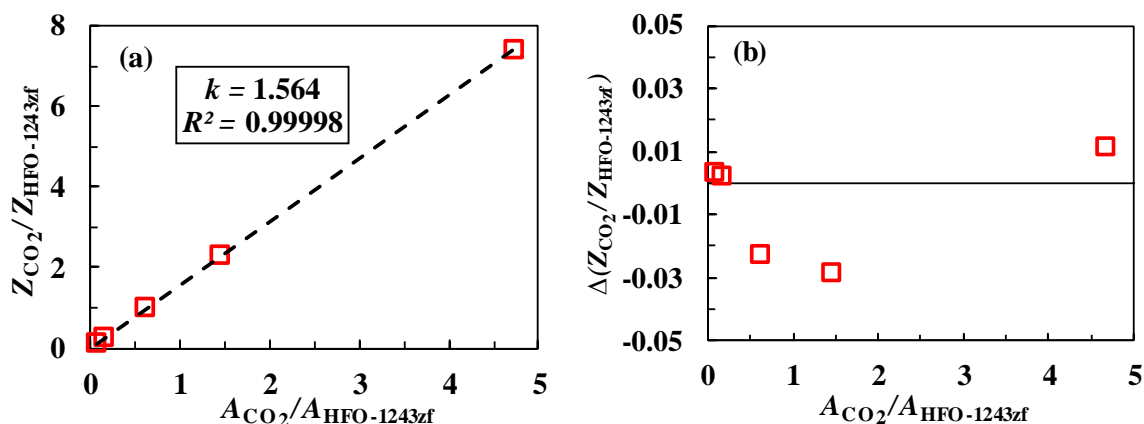 (a)
k = 1.564
R² = 0.99998
8
6
4
2
0
0 1 2 3 4 5
Z_CO2/Z_HFO-1243zf
A_CO2/A_HFO-1243zf
(b)
0.05
0.03
0.01
-0.01
-0.03
-0.05
0 1 2 3 4 5
Δ(Z_CO2/Z_HFO-1243zf)
A_CO2/A_HFO-1243zf